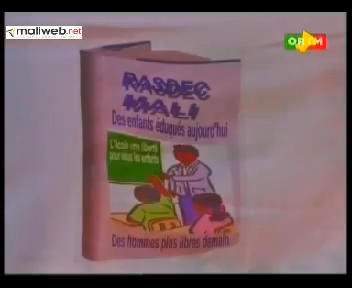 maliweb.net
ORTM
RASDEC
MALI
Des enfants éduqués aujourd'hui
L'école une liberté
pour tous les enfants
Des hommes plus libres demain